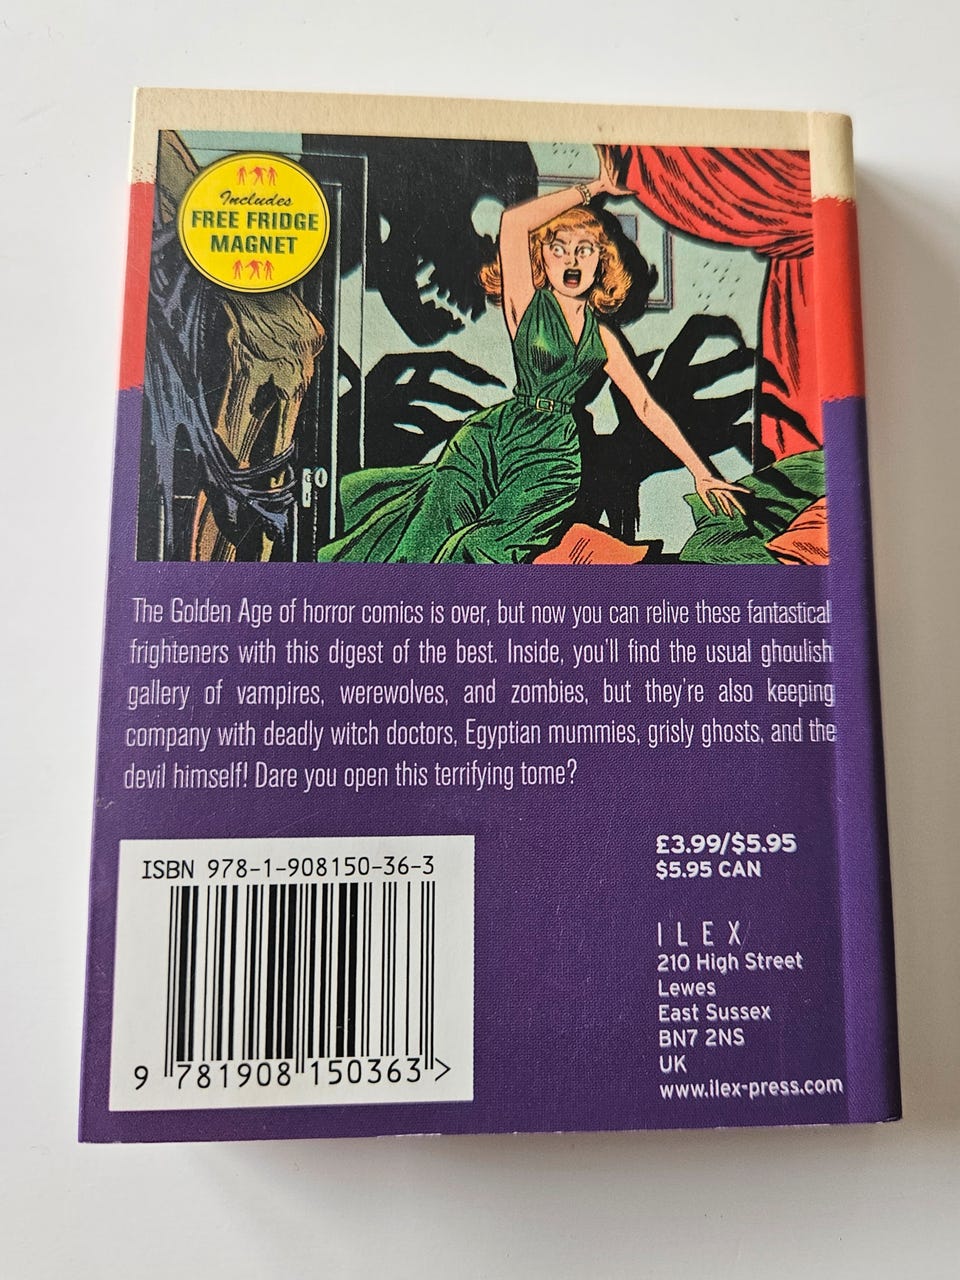 Includes
FREE FRIDGE
MAGNET
The Golden Age of horror comics is over, but now you can relive these fantastical
frighteners with this digest of the best. Inside, you'll find the usual ghoulish
gallery of vampires, werewolves, and zombies, but they're also keeping
company with deadly witch doctors, Egyptian mummies, grisly ghosts, and the
devil himself! Dare you open this terrifying tome?
ISBN 978-1-908150-36-3
9 781908 150363 >
£3.99/$5.95
$5.95 CAN
ILEX
210 High Street
Lewes
East Sussex
BN7 2NS
UK
www.ilex-press.com